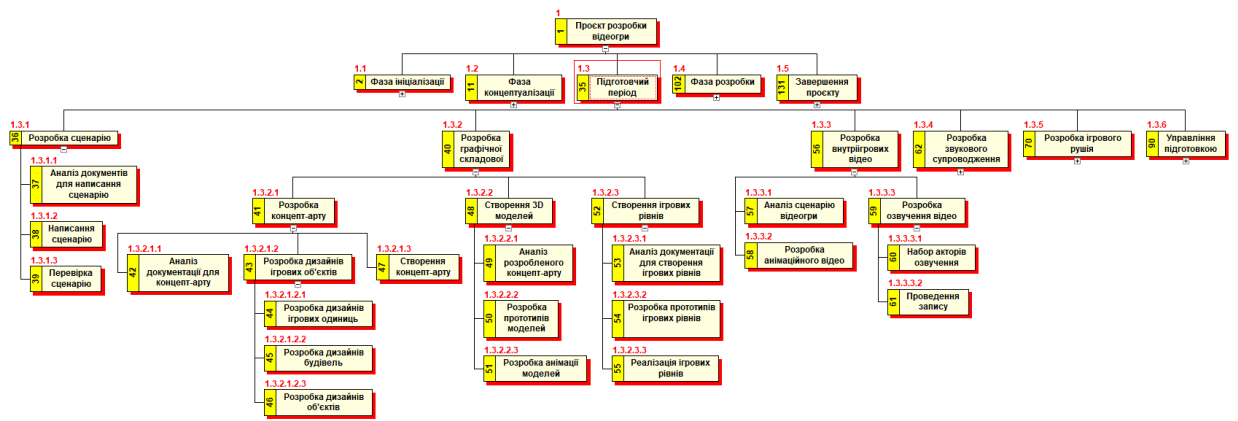 1
1
Проєкт розробки
відеогри
1.1
2
Фаза ініціалізації
1.2
11
Фаза
концептуалізації
1.3
35
Підготовчий
період
1.4
102
Фаза розробки
1.5
131
Завершення
проєкту
1.3.1
36
Розробка сценарію
1.3.2
40
Розробка
графічної
складової
1.3.3
56
Розробка
внутріігрових
відео
1.3.4
62
Розробка
звукового
супроводження
1.3.5
70
Розробка ігрового
рушія
1.3.6
90
Управління
підготовкою
1.3.1.1
37
Аналіз документів
для написання
сценарію
1.3.1.2
38
Написання
сценарію
1.3.1.3
39
Перевірка
сценарію
1.3.2.1
41
Розробка
концепт-арту
1.3.2.2
48
Створення 3D
моделей
1.3.2.3
52
Створення ігрових
рівнів
1.3.3.1
57
Аналіз сценарію
відеогри
1.3.3.2
58
Розробка
анімаційного відео
1.3.3.3
59
Розробка
озвучення відео
1.3.2.1.1
42
Аналіз
документації для
концепт-арту
1.3.2.1.2
43
Розробка дизайнів
ігрових об'єктів
1.3.2.1.3
47
Створення
концепт-арту
1.3.2.2.1
49
Аналіз
розробленого
концепт-арту
1.3.2.3.1
53
Аналіз документації
для створення
ігрових рівнів
1.3.3.3.1
60
Набор акторів
озвучення
1.3.3.3.2
61
Проведення
запису
1.3.2.1.2.1
44
Розробка дизайнів
ігрових одиниць
1.3.2.2.2
50
Розробка
прототипів
моделей
1.3.2.3.2
54
Розробка прототипів
ігрових рівнів
1.3.2.1.2.2
45
Розробка дизайнів
будівель
1.3.2.2.3
51
Розробка анімації
моделей
1.3.2.3.3
55
Реалізація ігрових
рівнів
1.3.2.1.2.3
46
Розробка дизайнів
об'єктів